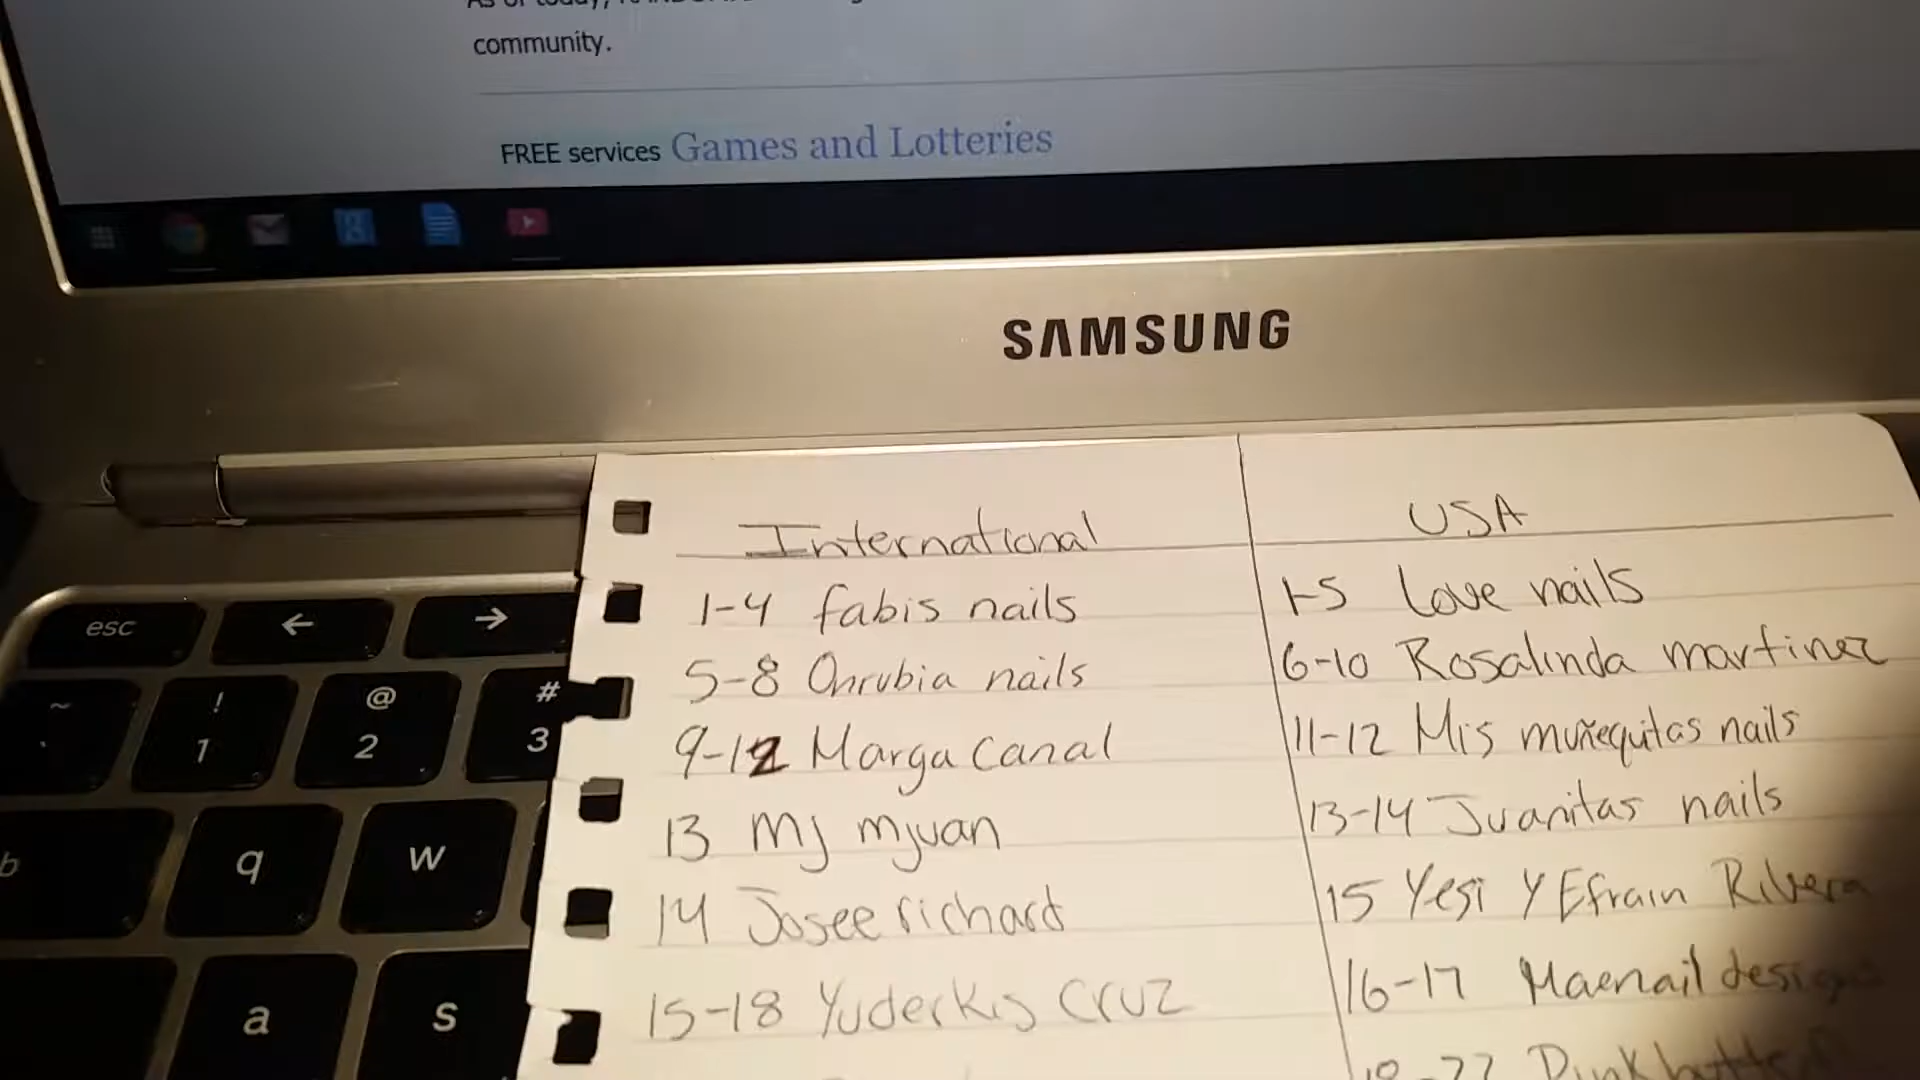 community.
FREE services Games and Lotteries
SAMSUNG
International
1-4 fabis nails
5-8 Onrubia nails
9-12 Marga Canal
13 MJ mjuan
14 Josee richard
15-18 Yuderkis Cruz
USA
1-5 Love nails
6-10 Rosalinda martinez
11-12 Mis muñequitas nails
13-14 Juanitas nails
15 Yesi Y Efrain Rivera
16-17 Maenail designs
esc ← →
~ ! @ #
` 1 2 3
b q w
a s